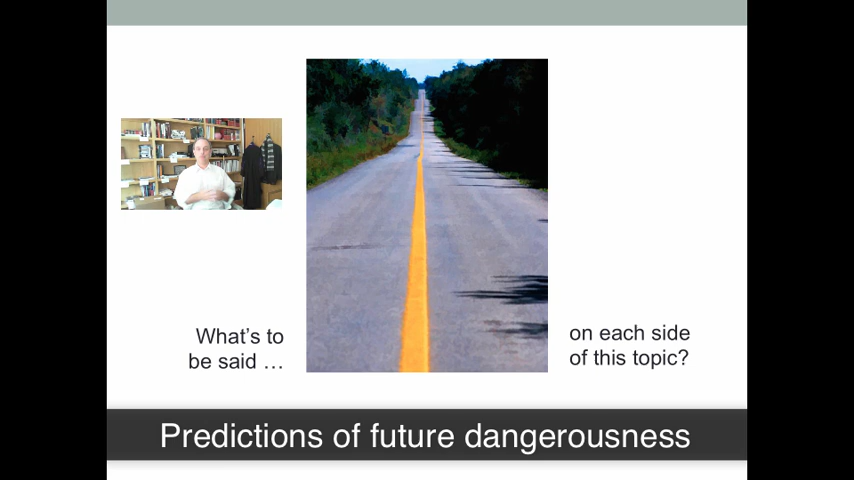 What's to
be said …
on each side
of this topic?
Predictions of future dangerousness